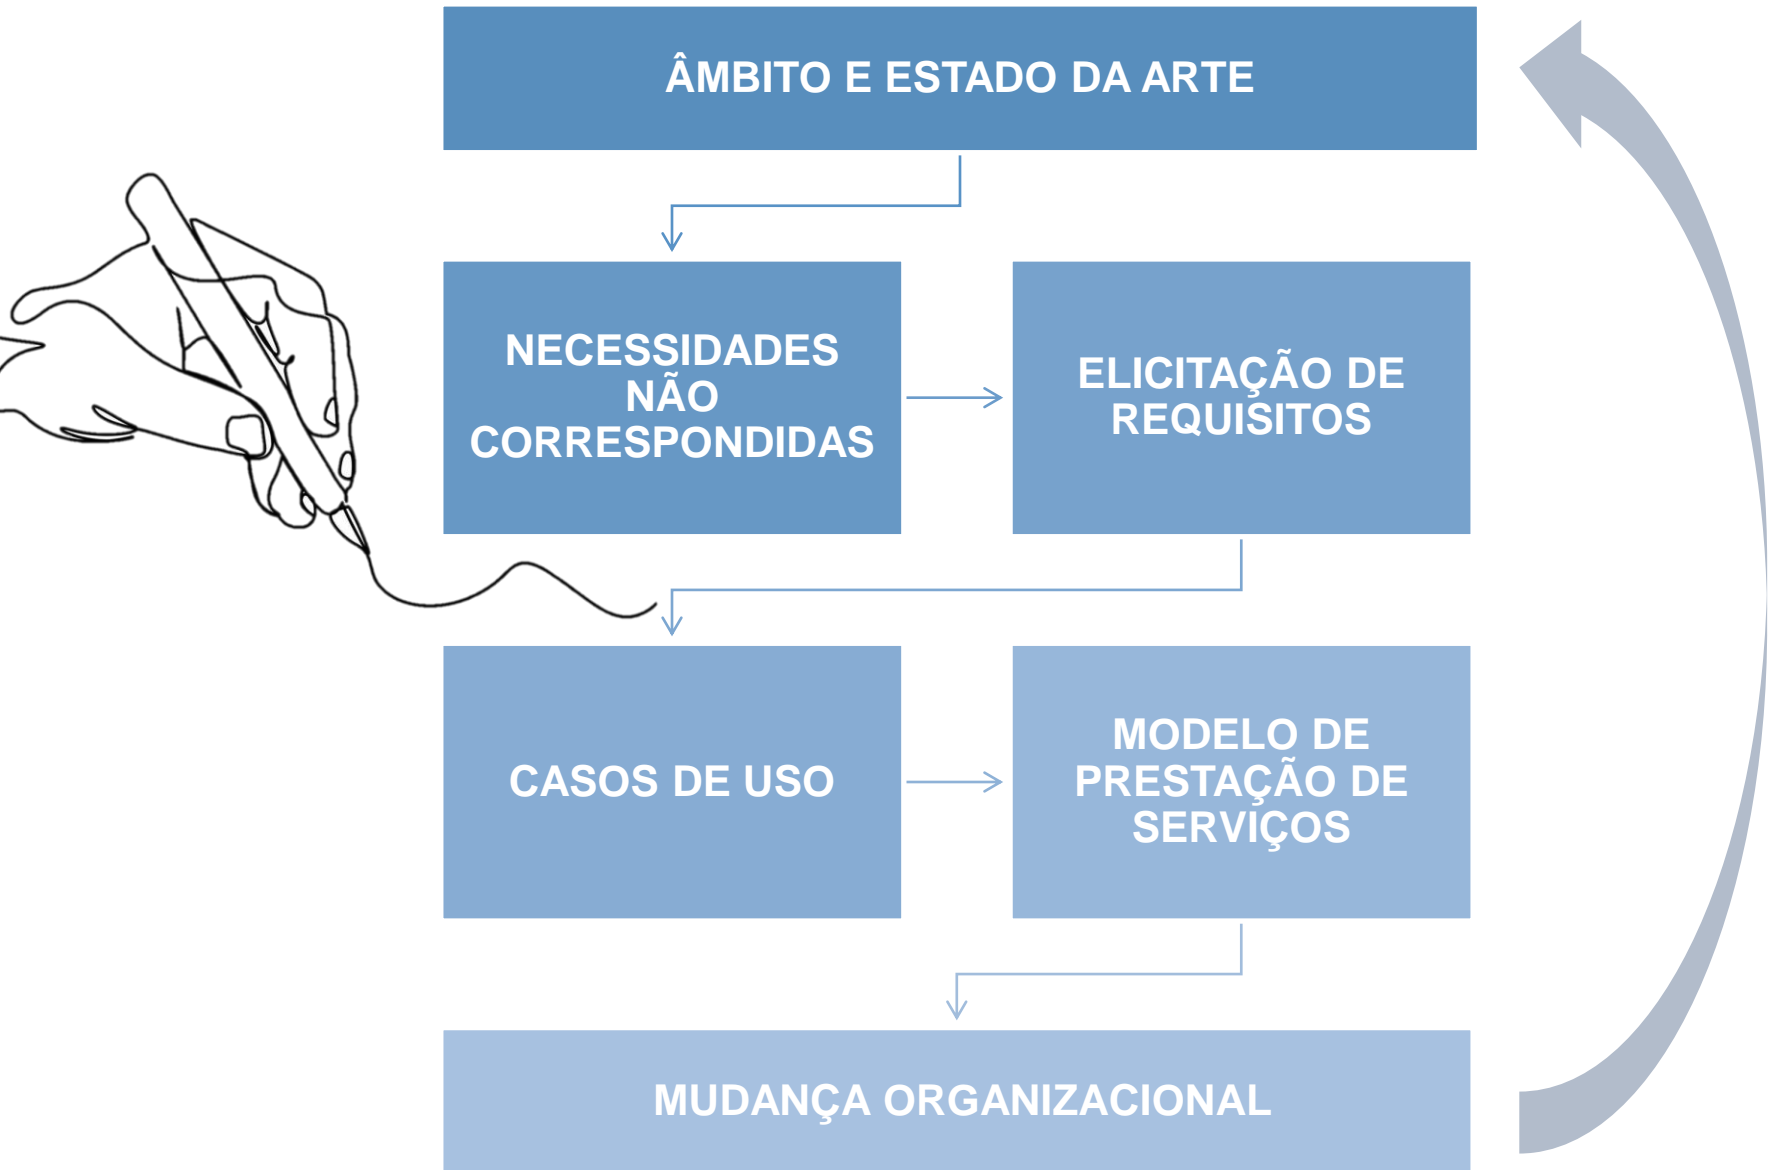 ÂMBITO E ESTADO DA ARTE
NECESSIDADES
NÃO
CORRESPONDIDAS
ELICITAÇÃO DE
REQUISITOS
CASOS DE USO
MODELO DE
PRESTAÇÃO DE
SERVIÇOS
MUDANÇA ORGANIZACIONAL